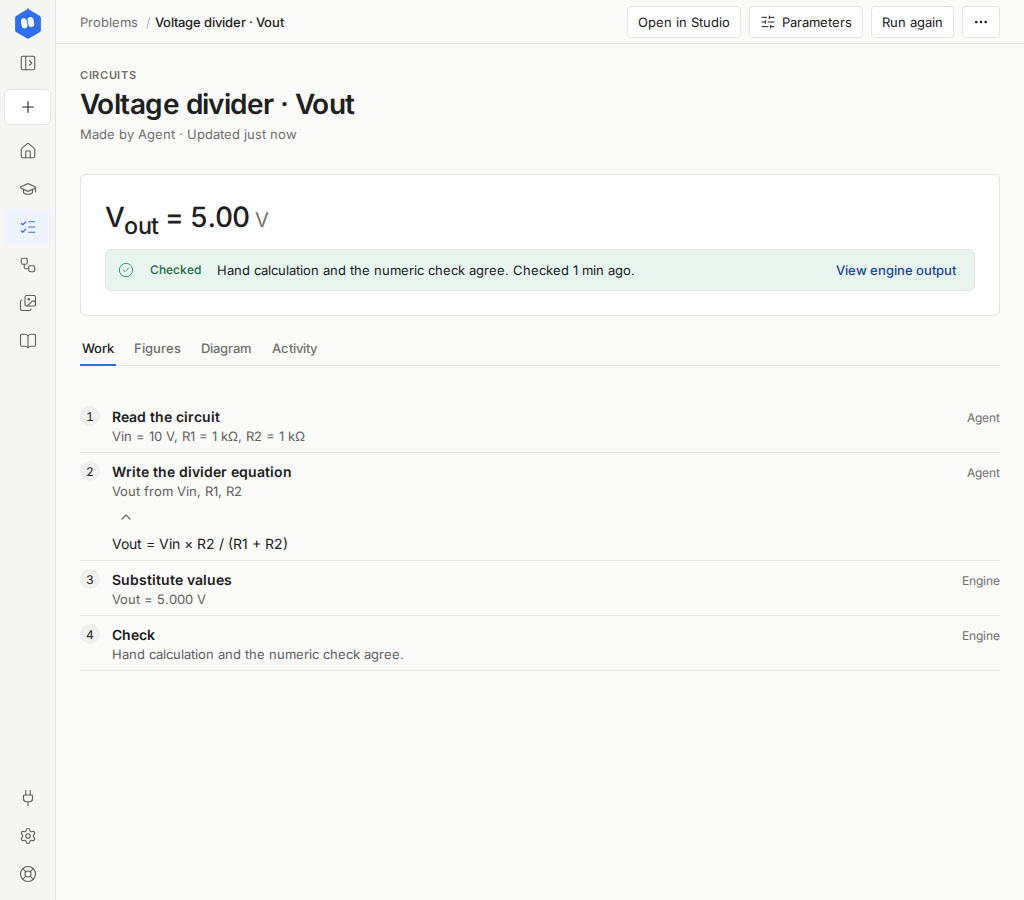 Problems / Voltage divider · Vout
Open in Studio
Parameters
Run again
CIRCUITS
Voltage divider · Vout
Made by Agent · Updated just now
Vout = 5.00 V
Checked Hand calculation and the numeric check agree. Checked 1 min ago. View engine output
Work Figures Diagram Activity
1 Read the circuit Agent
Vin = 10 V, R1 = 1 kΩ, R2 = 1 kΩ
2 Write the divider equation Agent
Vout from Vin, R1, R2
Vout = Vin × R2 / (R1 + R2)
3 Substitute values Engine
Vout = 5.000 V
4 Check Engine
Hand calculation and the numeric check agree.